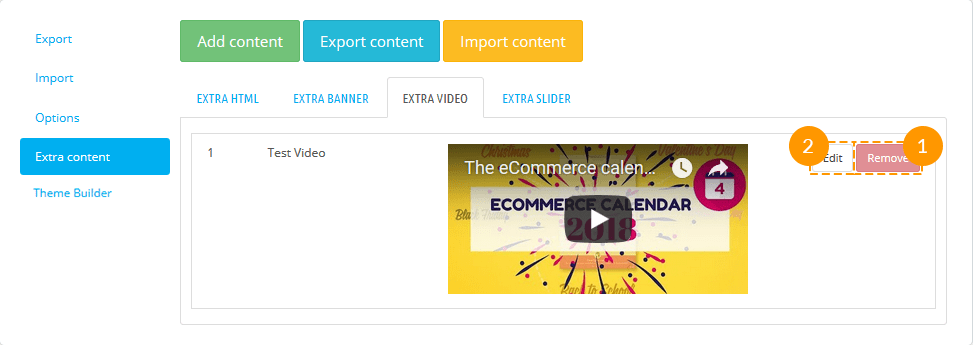 Export
Import
Options
Extra content
Theme Builder
Add content
Export content
Import content
EXTRA HTML
EXTRA BANNER
EXTRA VIDEO
EXTRA SLIDER
1
Test Video
The eCommerce calen...
Christmas
Valentine's Day
4
ECOMMERCE CALENDAR
2018
Back to School
2
Edit
Remove
1